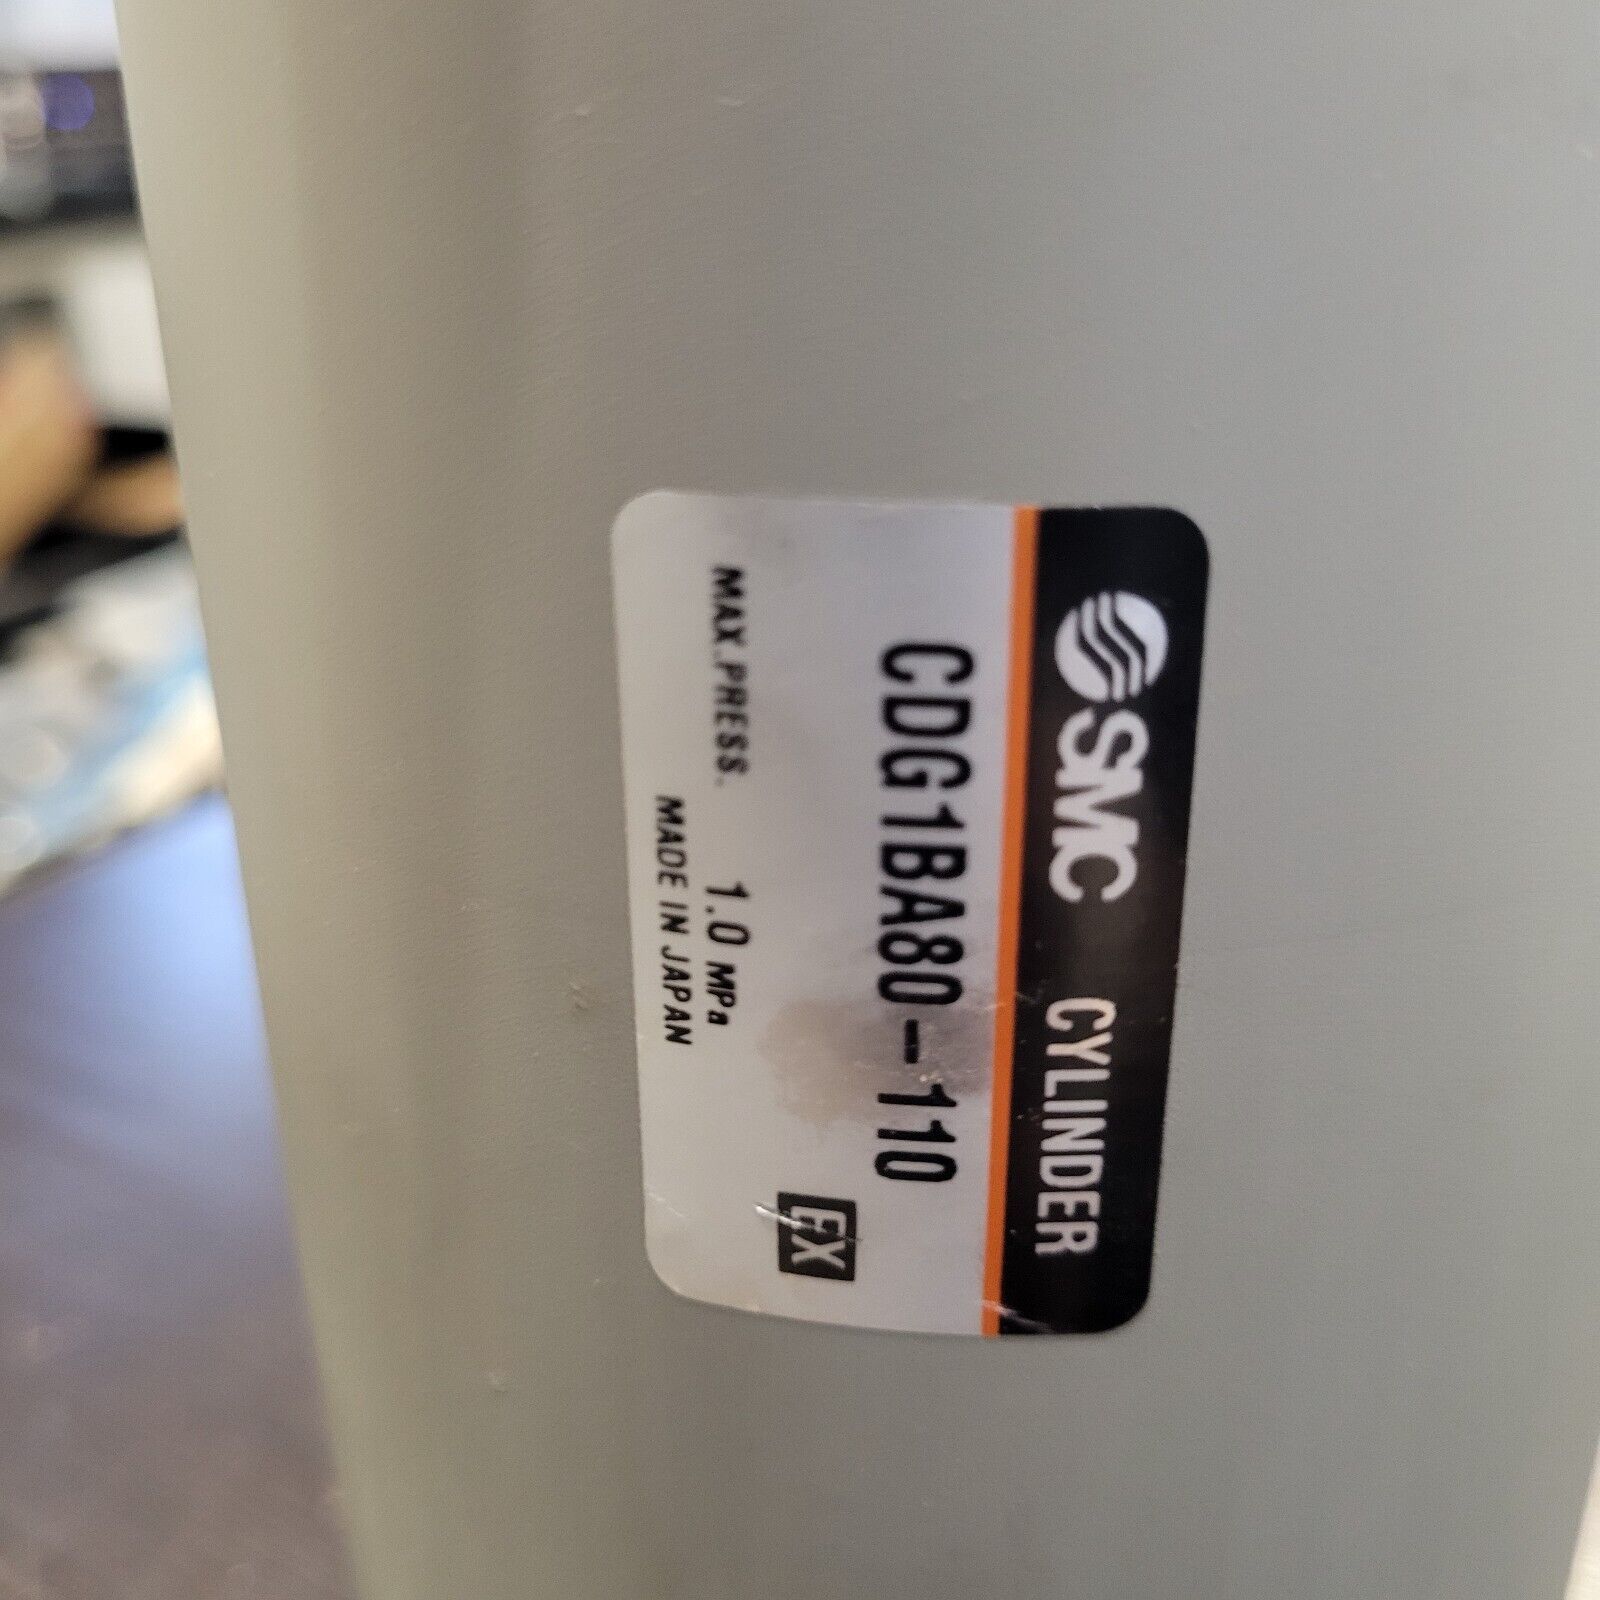 SMC CYLINDER
CDG1BA80-110
EX
MAX.PRESS. 1.0 MPa
MADE IN JAPAN